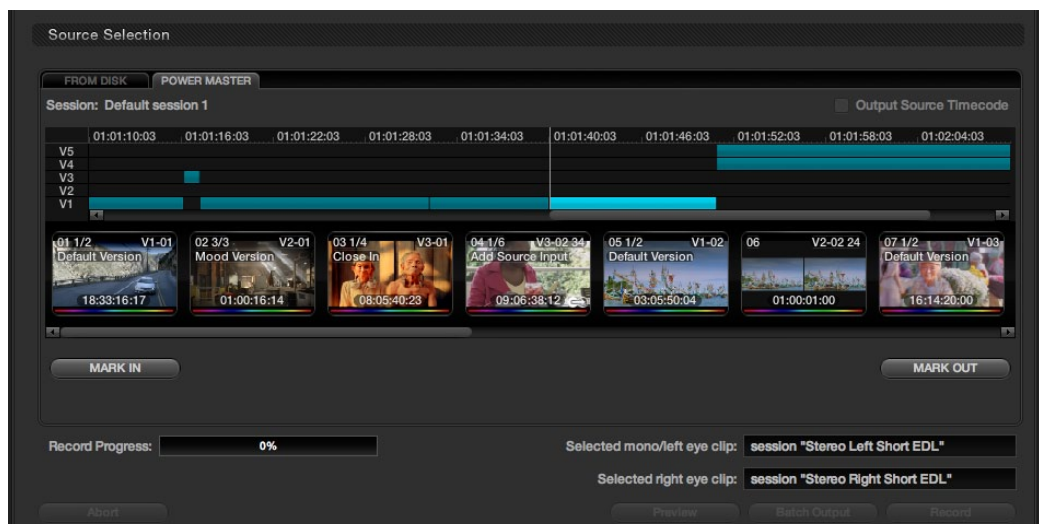 Source Selection
FROM DISK POWER MASTER
Session: Default session 1 Output Source Timecode
01:01:10:03 01:01:16:03 01:01:22:03 01:01:28:03 01:01:34:03 01:01:40:03 01:01:46:03 01:01:52:03 01:01:58:03 01:02:04:03
V5
V4
V3
V2
V1
01 1/2 V1-01 02 3/3 V2-01 03 1/4 V3-01 04 1/6 V3-02 34 05 1/2 V1-02 06 V2-02 24 07 1/2 V1-03
Default Version Mood Version Close In Add Source Input Default Version Default Version
18:33:16:17 01:00:16:14 08:05:40:23 09:06:38:12 03:05:50:04 01:00:01:00 16:14:20:00
MARK IN MARK OUT
Record Progress: 0% Selected mono/left eye clip: session "Stereo Left Short EDL"
Selected right eye clip: session "Stereo Right Short EDL"
Abort Preview Batch Output Record